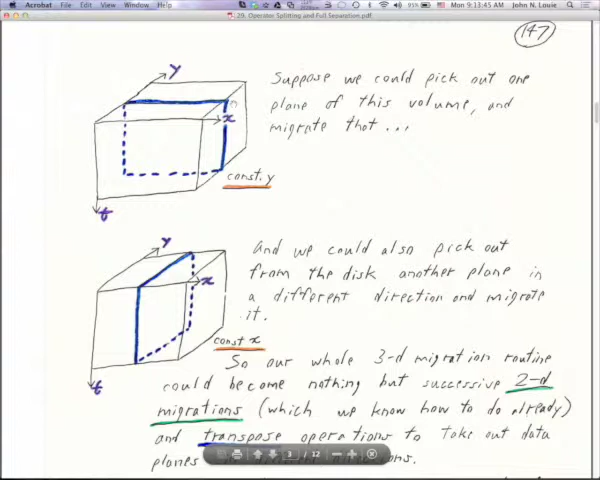 Acrobat File Edit View Window Help
95% Mon 9:13:45 AM John N. Louie
29. Operator Splitting and Full Separation.pdf
147
Suppose we could pick out one
plane of this volume, and
migrate that...
y
x
t
const. y
And we could also pick out
from the disk another plane in
a different direction and migrate
it.
y
x
t
const x
So our whole 3-d migration routine
could become nothing but successive 2-d
migrations (which we know how to do already)
and transpose operations to take out data
planes
3 / 12